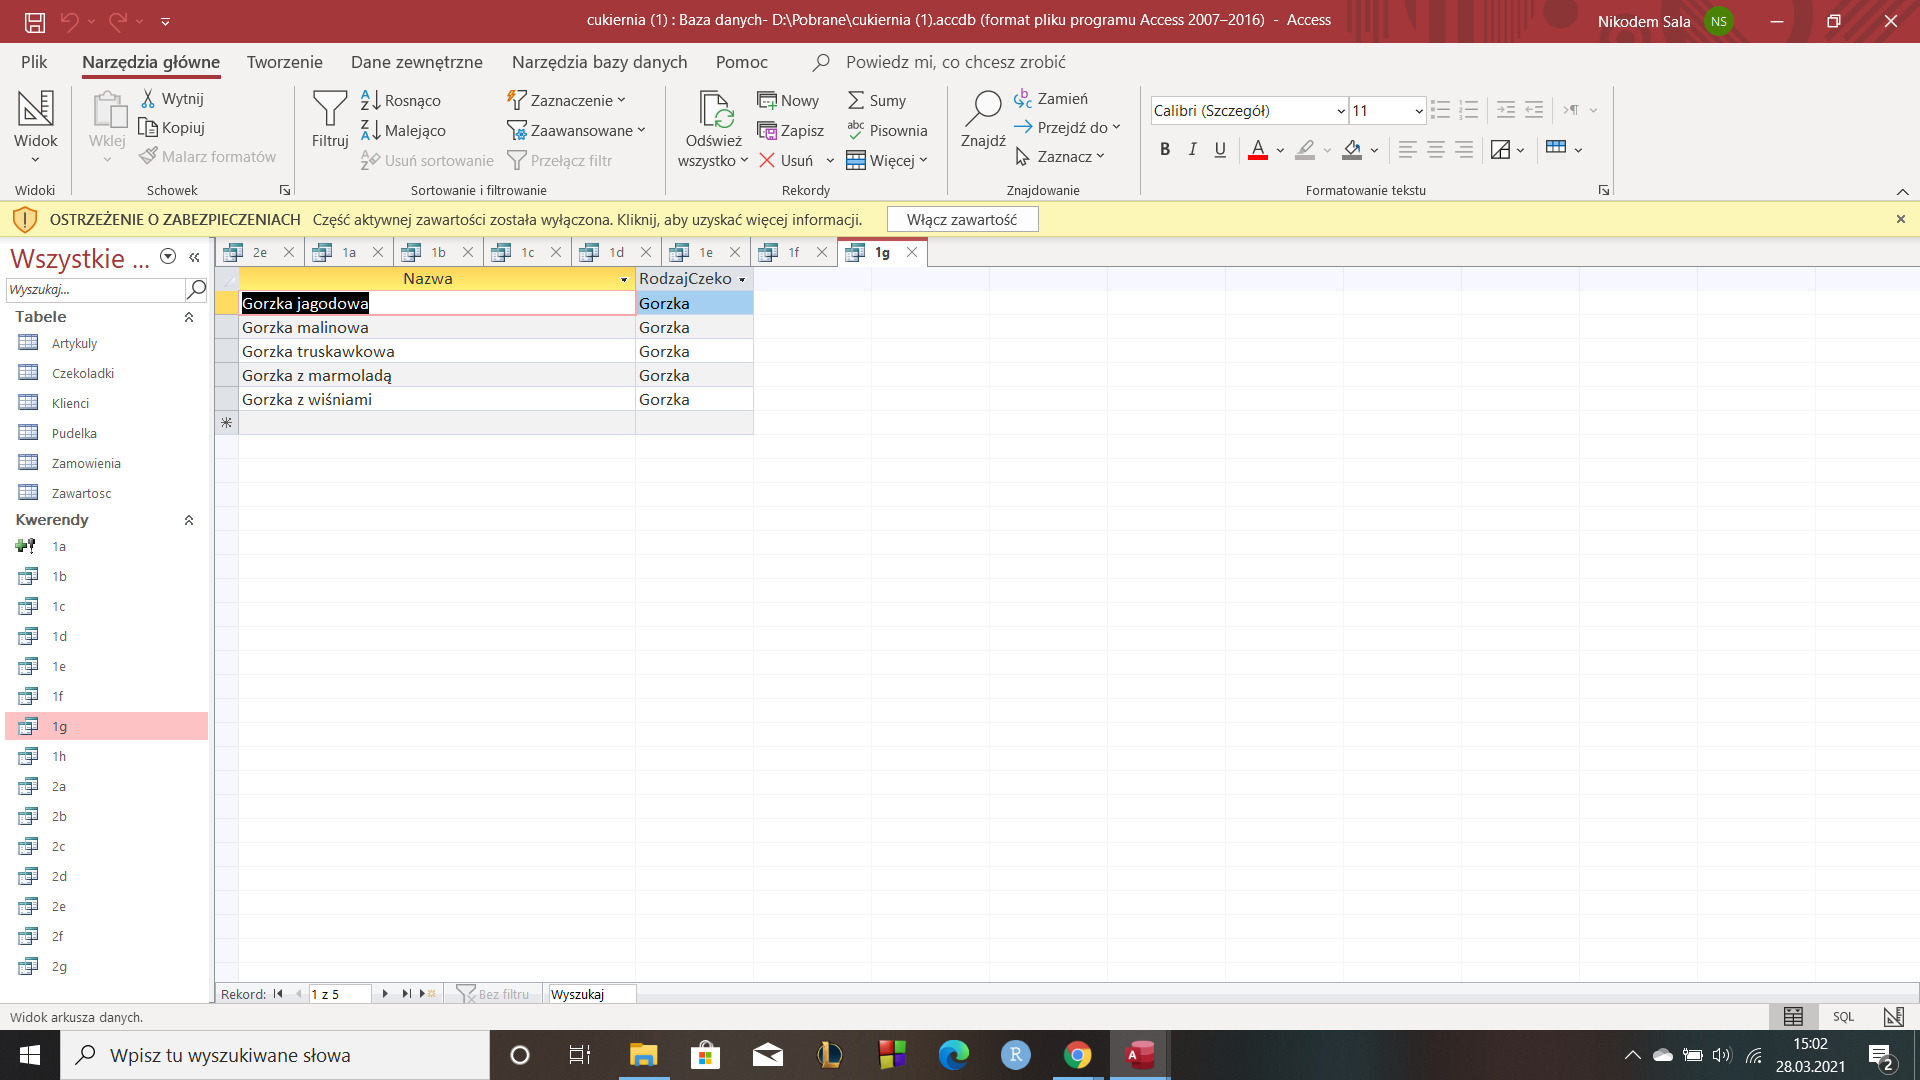 cukiernia (1) : Baza danych- D:\Pobrane\cukiernia (1).accdb (format pliku programu Access 2007–2016) - Access
Nikodem Sala
NS
Plik
Narzędzia główne
Tworzenie
Dane zewnętrzne
Narzędzia bazy danych
Pomoc
Powiedz mi, co chcesz zrobić
Widok
Widoki
Wklej
Wytnij
Kopiuj
Malarz formatów
Schowek
Filtruj
Rosnąco
Malejąco
Usuń sortowanie
Zaznaczenie
Zaawansowane
Przełącz filtr
Sortowanie i filtrowanie
Odśwież
wszystko
Nowy
Zapisz
Usuń
Sumy
Pisownia
Więcej
Rekordy
Znajdź
Zamień
Przejdź do
Zaznacz
Znajdowanie
Calibri (Szczegół)
11
B I U
Formatowanie tekstu
OSTRZEŻENIE O ZABEZPIECZENIACH Część aktywnej zawartości została wyłączona. Kliknij, aby uzyskać więcej informacji.
Włącz zawartość
Wszystkie ...
Wyszukaj...
Tabele
Artykuly
Czekoladki
Klienci
Pudelka
Zamowienia
Zawartosc
Kwerendy
1a
1b
1c
1d
1e
1f
1g
1h
2a
2b
2c
2d
2e
2f
2g
2e
1a
1b
1c
1d
1e
1f
1g
Nazwa RodzajCzeko
Gorzka jagodowa Gorzka
Gorzka malinowa Gorzka
Gorzka truskawkowa Gorzka
Gorzka z marmoladą Gorzka
Gorzka z wiśniami Gorzka
Rekord: 1 z 5 Bez filtru Wyszukaj
Widok arkusza danych.
SQL
Wpisz tu wyszukiwane słowa
15:02
28.03.2021
2